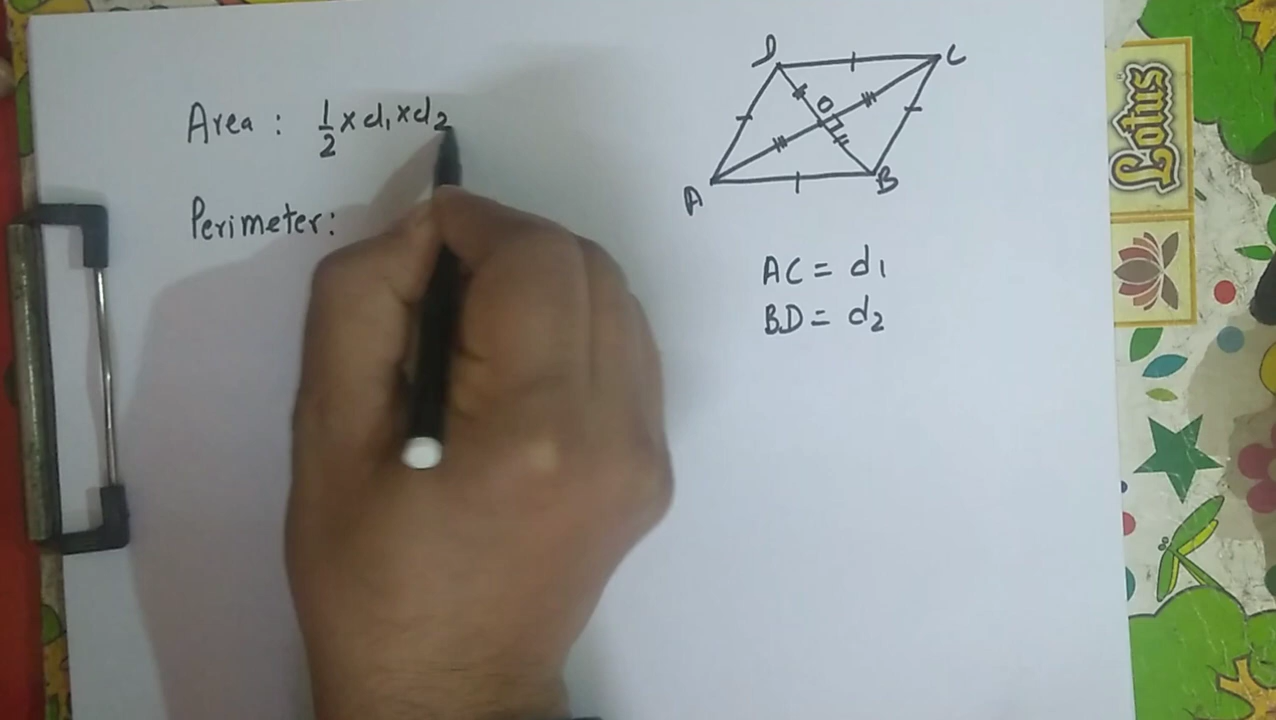 Area : 1/2 × d₁ × d₂
Perimeter:
D C
O
A B
AC = d₁
BD = d₂
Lotus